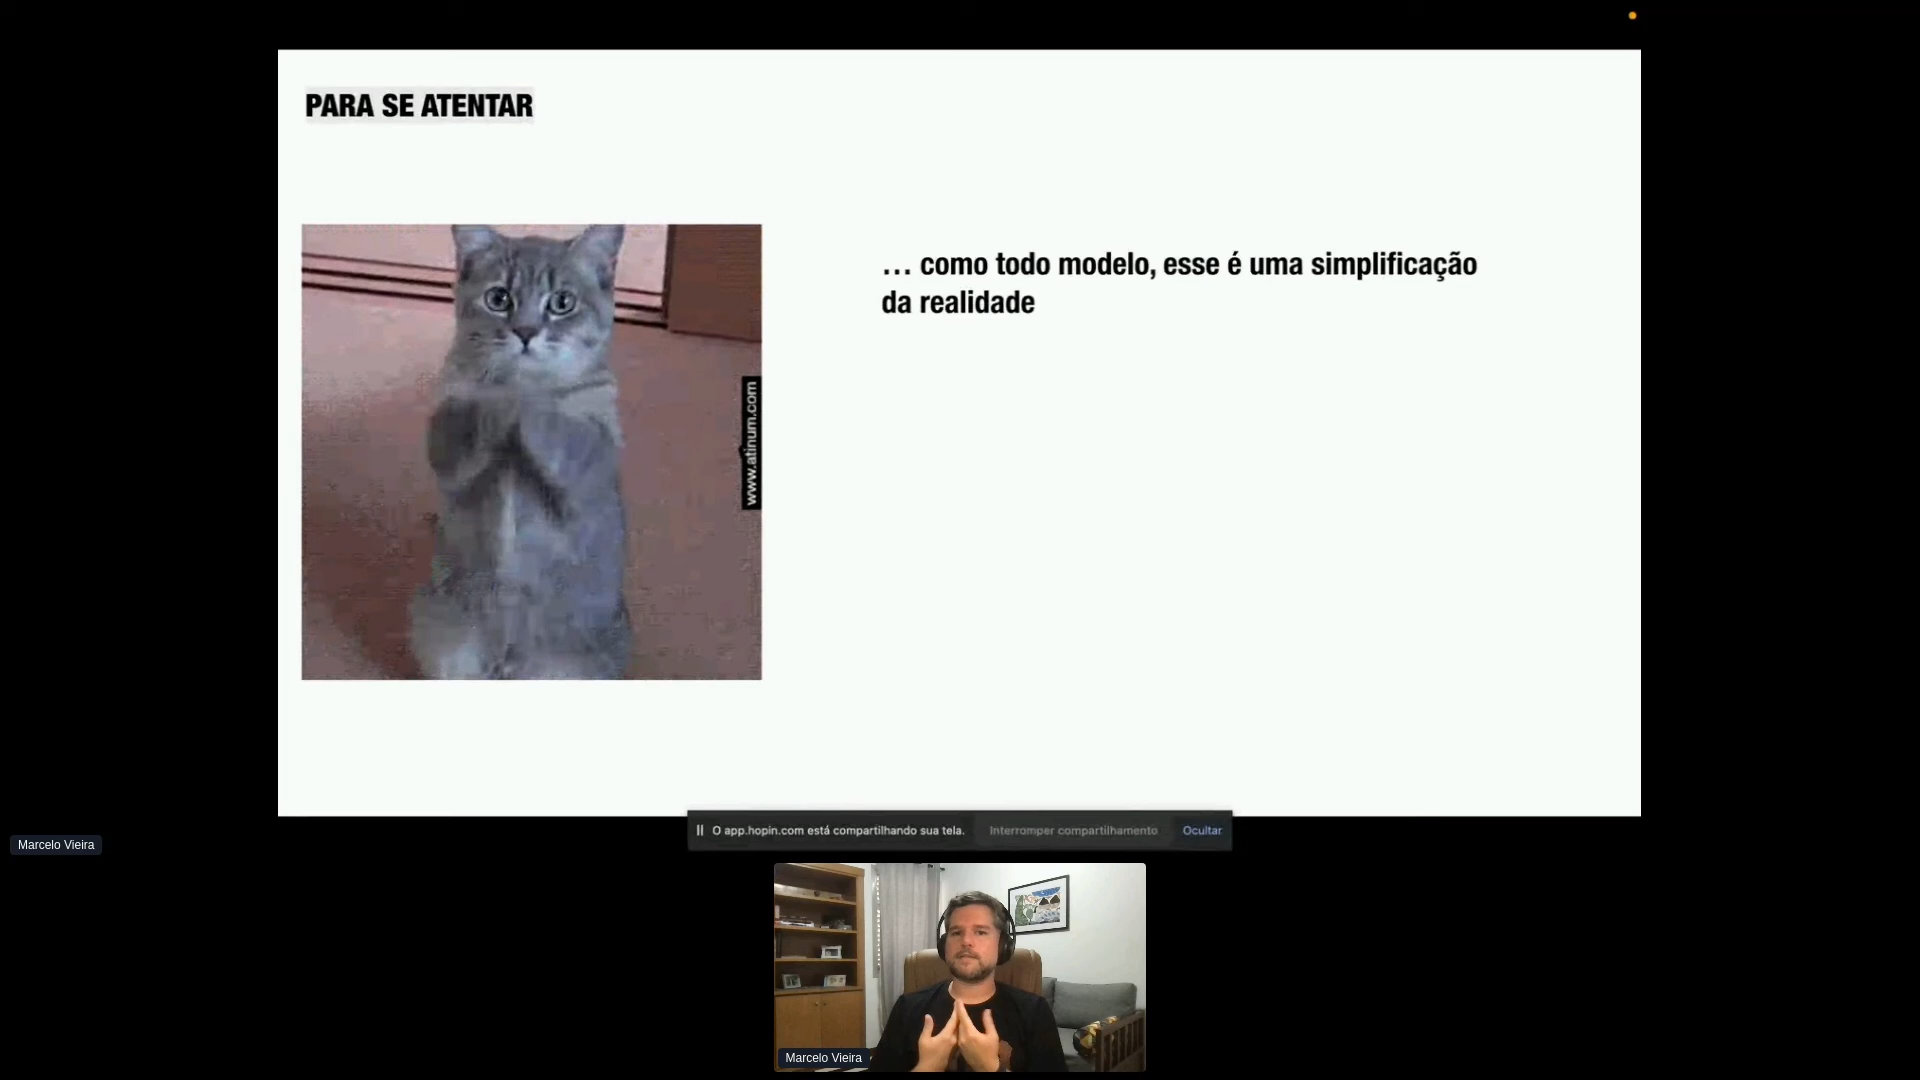 PARA SE ATENTAR
… como todo modelo, esse é uma simplificação
da realidade
www.atinum.com
O app.hopin.com está compartilhando sua tela.
Interromper compartilhamento
Ocultar
Marcelo Vieira
Marcelo Vieira